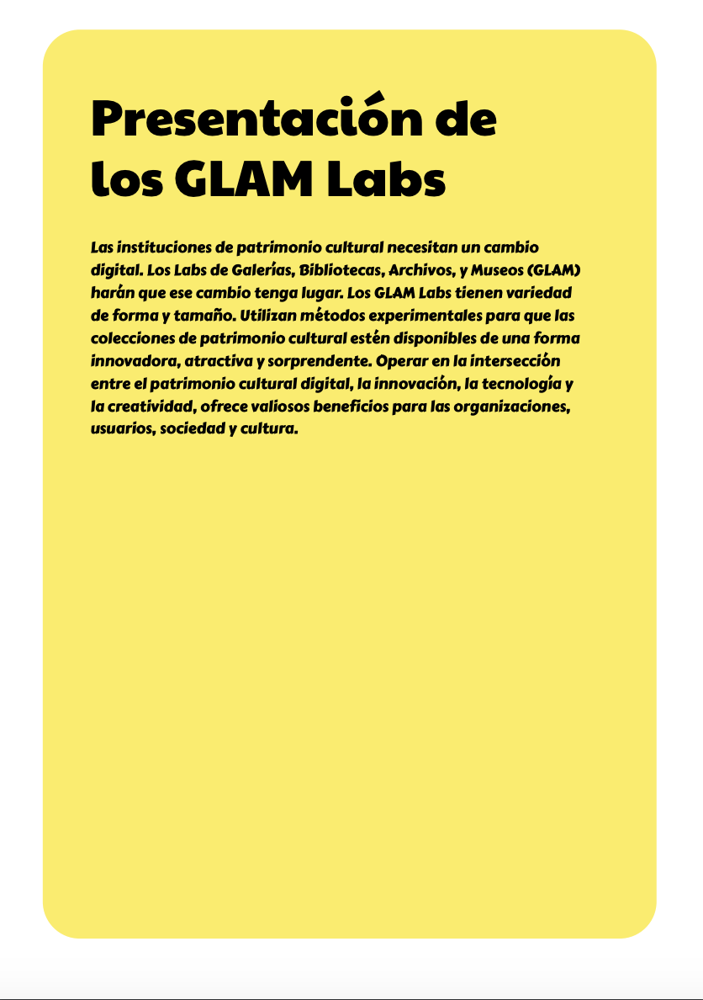 Presentación de
los GLAM Labs
Las instituciones de patrimonio cultural necesitan un cambio
digital. Los Labs de Galerías, Bibliotecas, Archivos, y Museos (GLAM)
harán que ese cambio tenga lugar. Los GLAM Labs tienen variedad
de forma y tamaño. Utilizan métodos experimentales para que las
colecciones de patrimonio cultural estén disponibles de una forma
innovadora, atractiva y sorprendente. Operar en la intersección
entre el patrimonio cultural digital, la innovación, la tecnología y
la creatividad, ofrece valiosos beneficios para las organizaciones,
usuarios, sociedad y cultura.